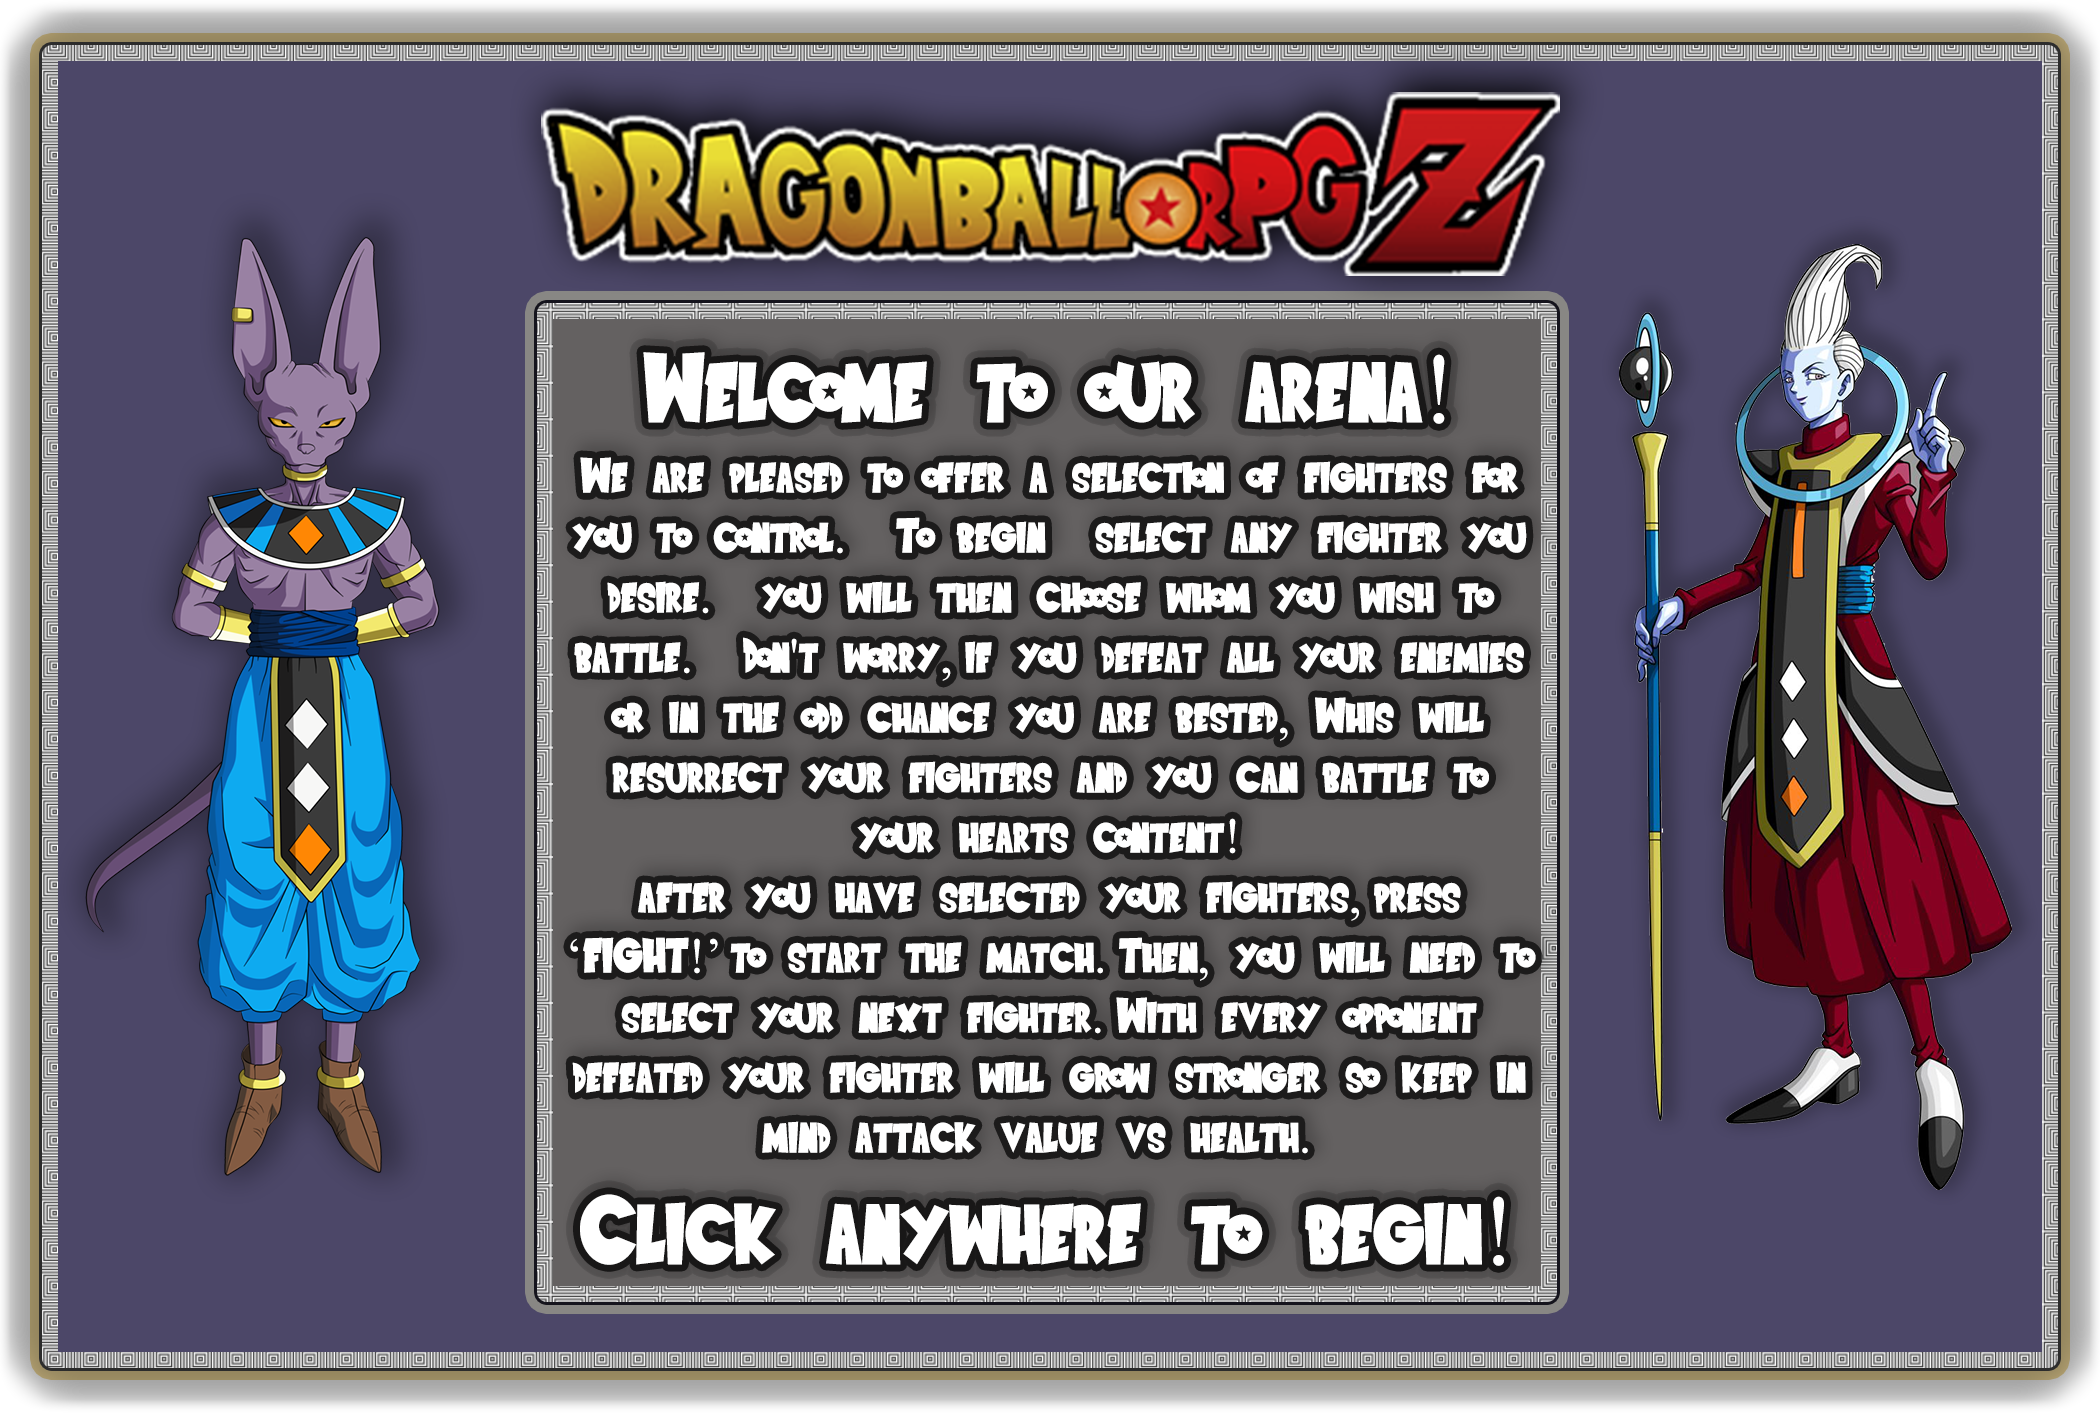 DRAGONBALL RPG Z
Welcome to our arena!
We are pleased to offer a selection of fighters for
you to control. To begin select any fighter you
desire. You will then choose whom you wish to
battle. Don't worry, if you defeat all your enemies
or in the odd chance you are bested, Whis will
resurrect your fighters and you can battle to
your hearts content!
After you have selected your fighters, press
‘FIGHT!’ to start the match. Then, you will need to
select your next fighter. With every opponent
defeated your fighter will grow stronger so keep in
mind attack value vs health.
Click anywhere to begin!